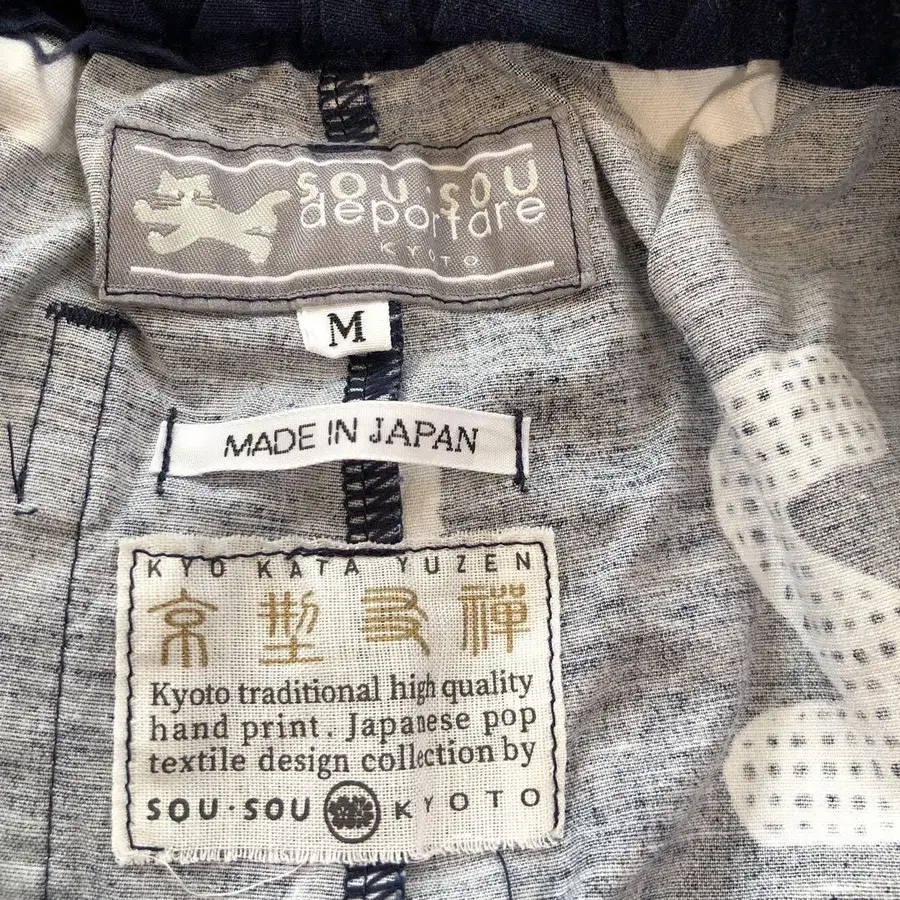 SOU・SOU
deportare
KYOTO
M
MADE IN JAPAN
KYO KATA YUZEN
京型友禅
Kyoto traditional high quality
hand print. Japanese pop
textile design collection by
SOU・SOU KYOTO